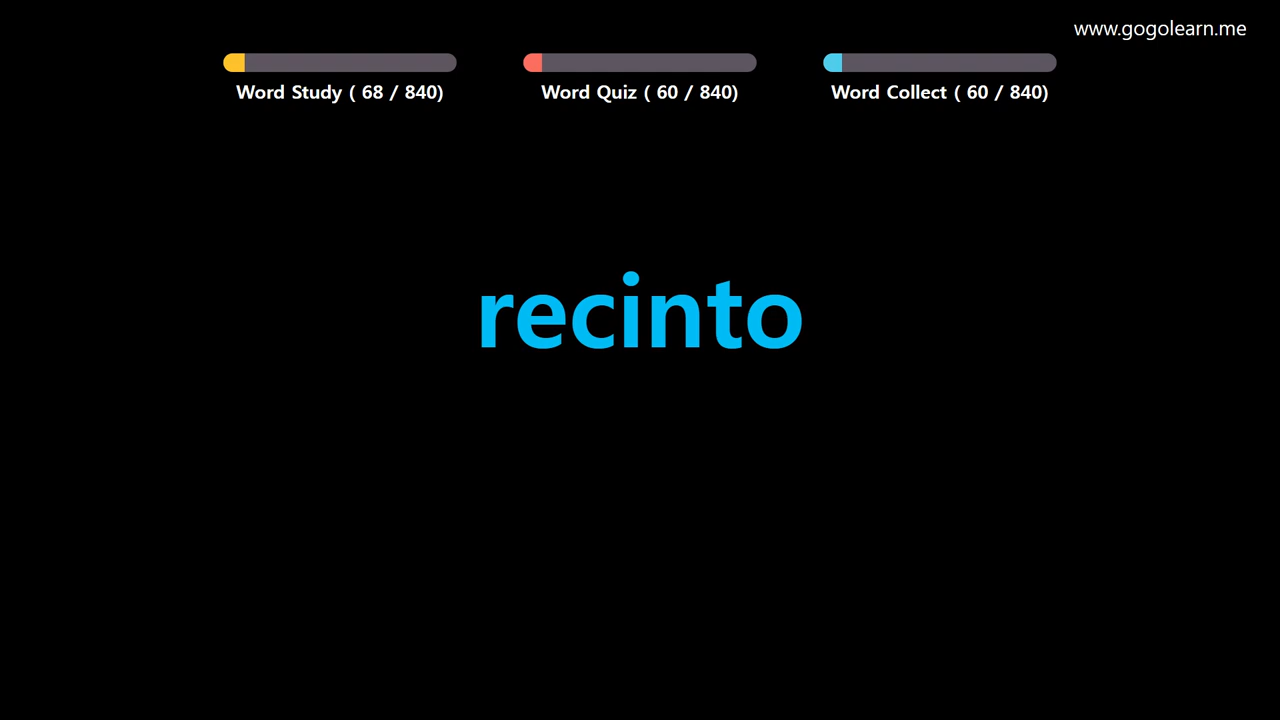 www.gogolearn.me
Word Study ( 68 / 840)
Word Quiz ( 60 / 840)
Word Collect ( 60 / 840)
recinto